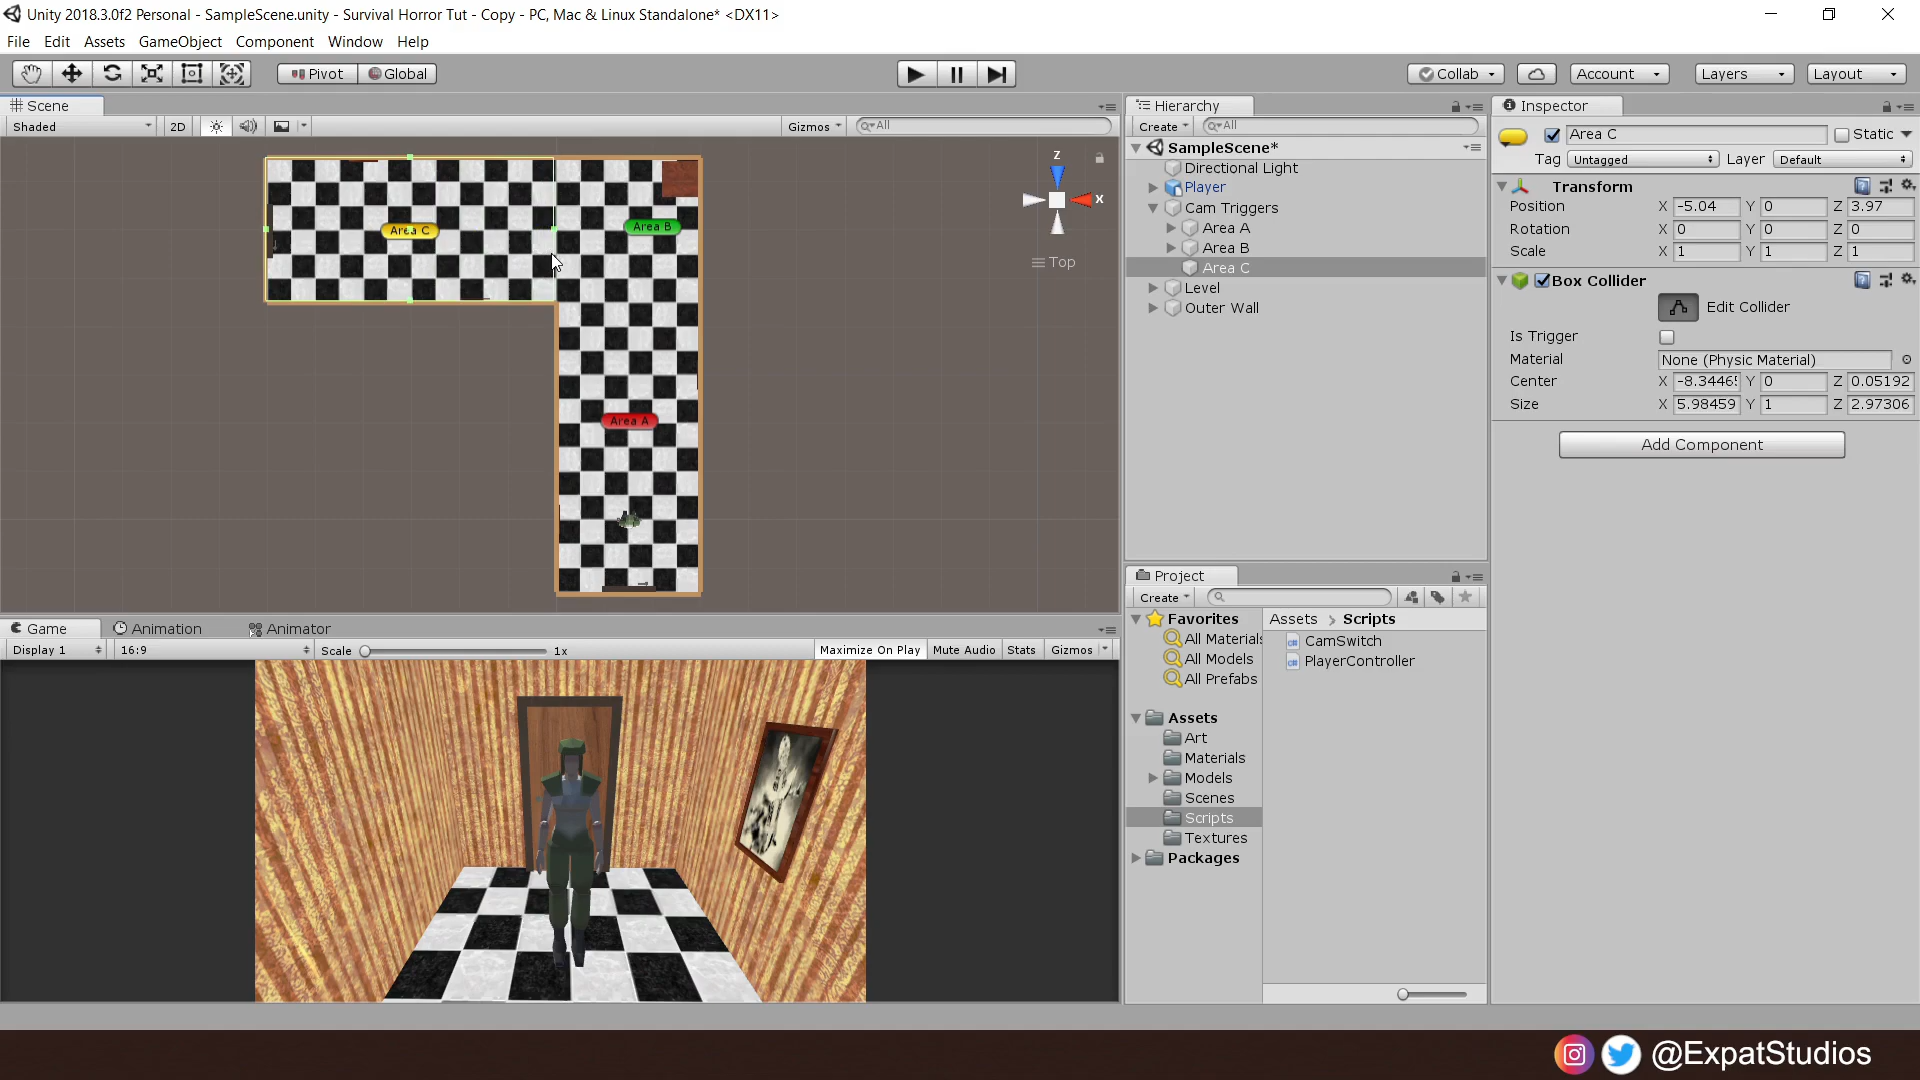 Unity 2018.3.0f2 Personal - SampleScene.unity - Survival Horror Tut - Copy - PC, Mac & Linux Standalone* <DX11>
File Edit Assets GameObject Component Window Help
Pivot Global Collab Account Layers Layout
Scene
Shaded 2D Gizmos All
Z
X
Top
Area C
Area B
Area A
Game Animation Animator
Display 1 16:9 Scale 1x Maximize On Play Mute Audio Stats Gizmos
Hierarchy
Create All
SampleScene*
Directional Light
Player
Cam Triggers
Area A
Area B
Area C
Level
Outer Wall
Project
Create
Favorites
All Materials
All Models
All Prefabs
Assets
Art
Materials
Models
Scenes
Scripts
Textures
Packages
Assets Scripts
CamSwitch
PlayerController
Inspector
Area C Static
Tag Untagged Layer Default
Transform
Position X -5.04 Y 0 Z 3.97
Rotation X 0 Y 0 Z 0
Scale X 1 Y 1 Z 1
Box Collider
Edit Collider
Is Trigger
Material None (Physic Material)
Center X -8.3446 Y 0 Z 0.05192
Size X 5.98459 Y 1 Z 2.97306
Add Component
@ExpatStudios